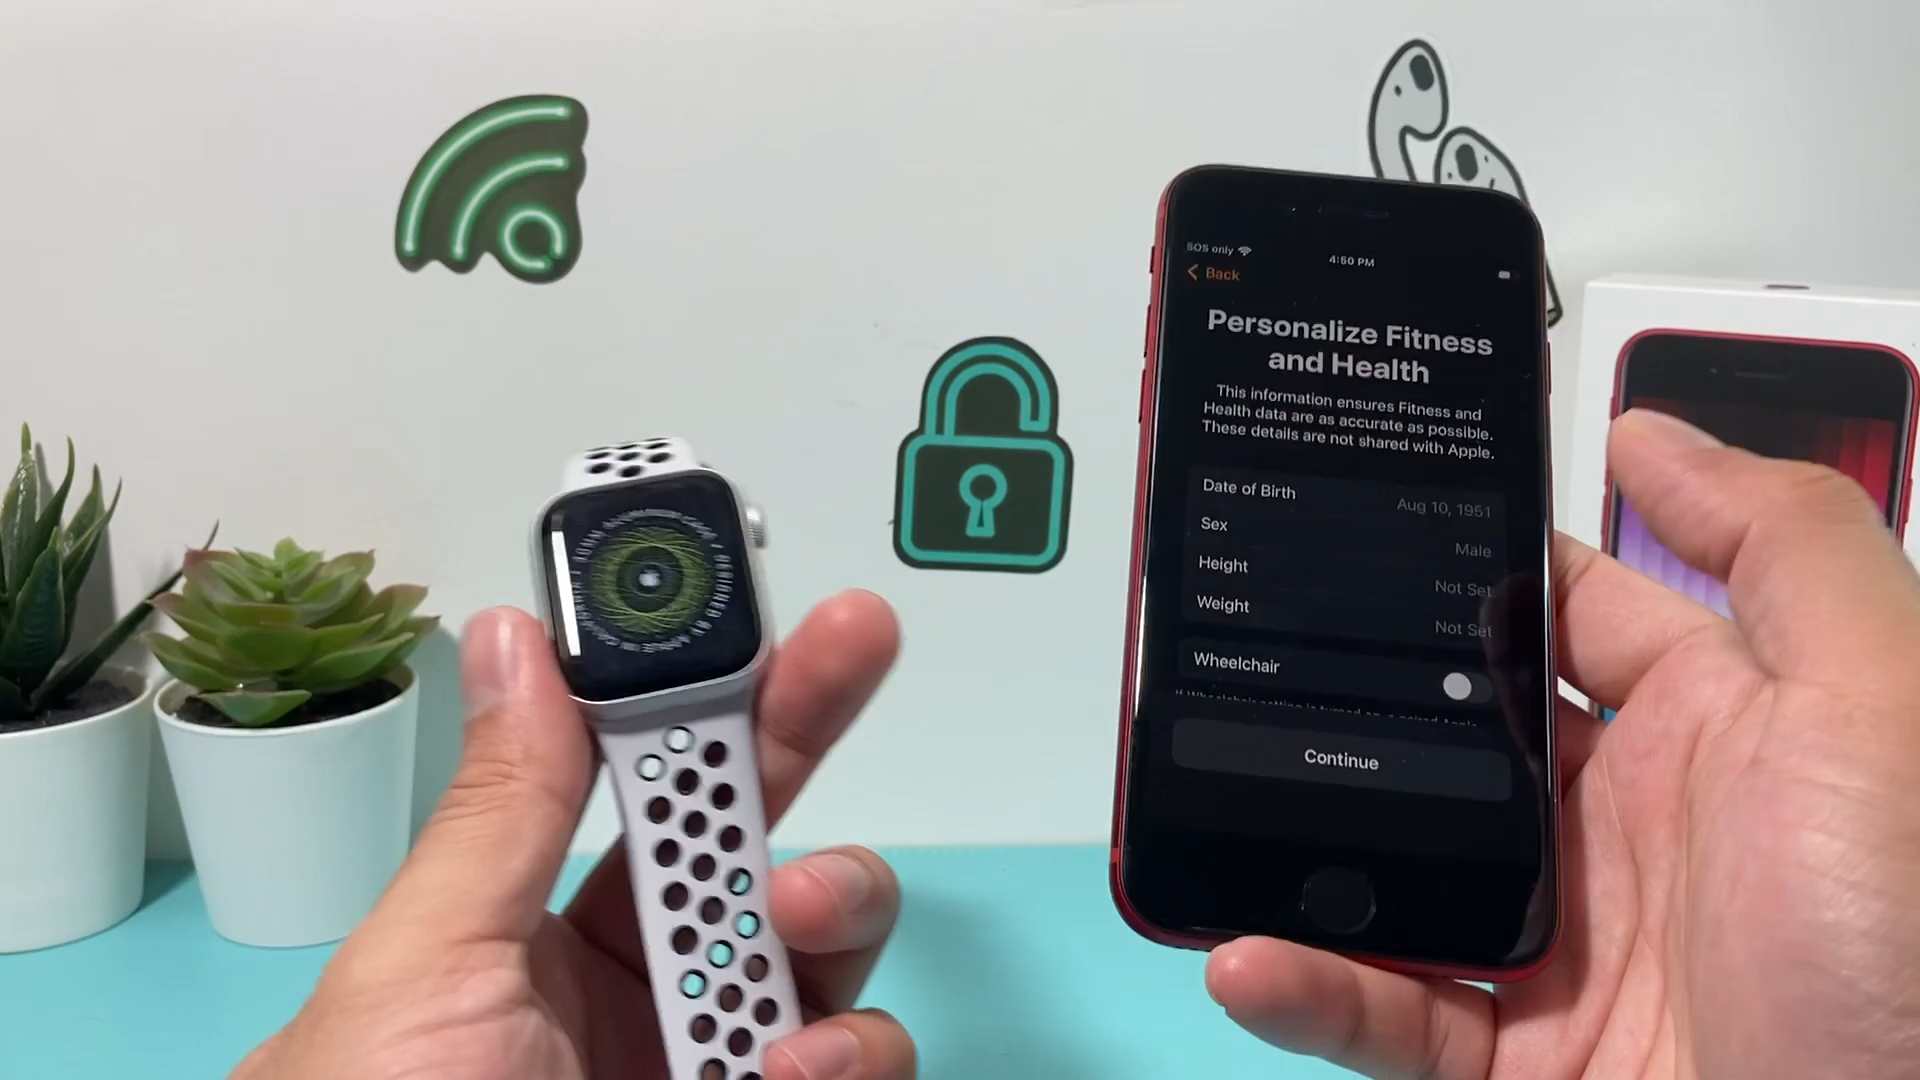 SOS only
4:50 PM
Back
Personalize Fitness
and Health
This information ensures Fitness and
Health data are as accurate as possible.
These details are not shared with Apple.
Date of Birth
Aug 10, 1951
Sex
Male
Height
Not Set
Weight
Not Set
Wheelchair
Continue